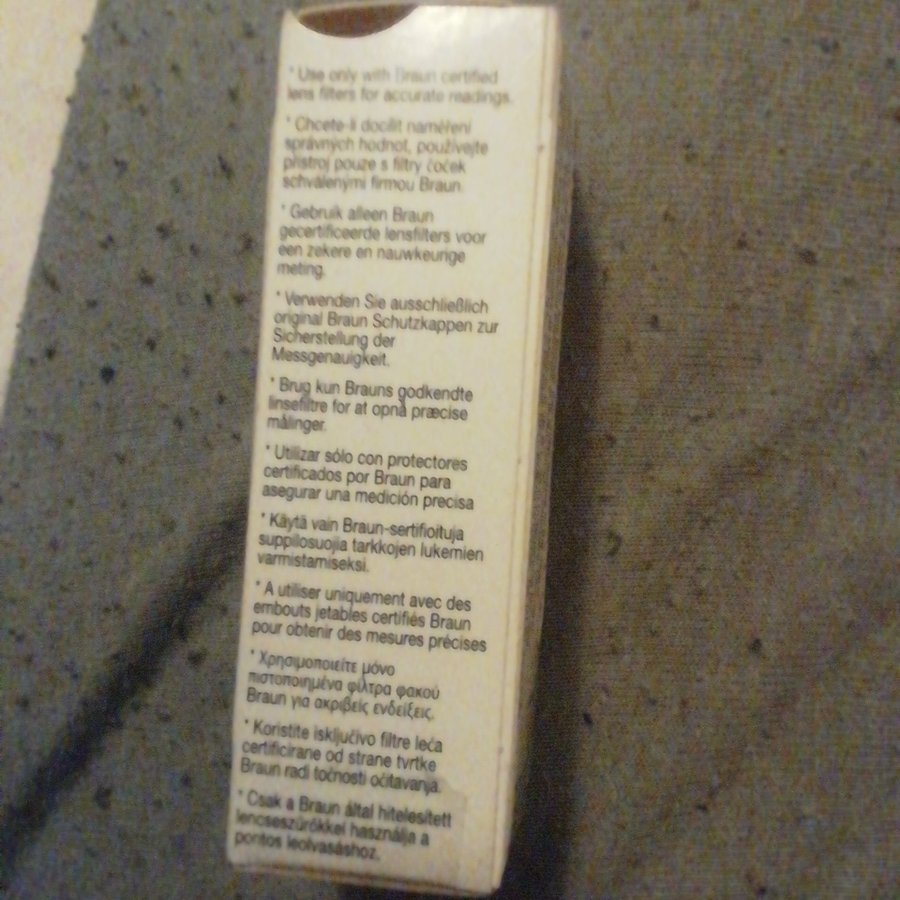 * Use only with Braun certified
lens filters for accurate readings.
* Chcete-li docílit naměření
správných hodnot, používejte
přístroj pouze s filtry čoček
schválenými firmou Braun.
* Gebruik alleen Braun
gecertificeerde lensfilters voor
een zekere en nauwkeurige
meting.
* Verwenden Sie ausschließlich
original Braun Schutzkappen zur
Sicherstellung der
Messgenauigkeit.
* Brug kun Brauns godkendte
linsefiltre for at opnå præcise
målinger.
* Utilizar sólo con protectores
certificados por Braun para
asegurar una medición precisa
* Käytä vain Braun-sertifioituja
suppilosuojia tarkkojen lukemien
varmistamiseksi.
* A utiliser uniquement avec des
embouts jetables certifiés Braun
pour obtenir des mesures précises
* Χρησιμοποιείτε μόνο
πιστοποιημένα φίλτρα φακού
Braun για ακριβείς ενδείξεις.
* Koristite isključivo filtre leća
certificirane od strane tvrtke
Braun radi točnosti očitavanja.
* Csak a Braun által hitelesített
lencseszűrőkkel használja a
pontos leolvasáshoz.